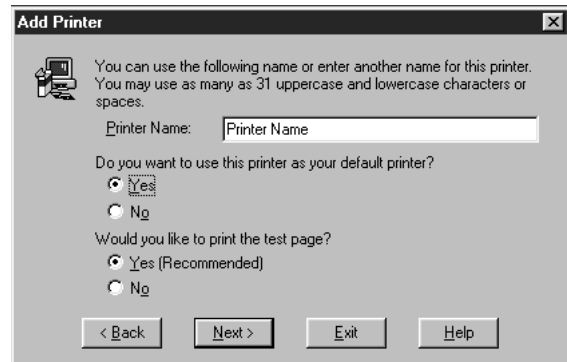 Add Printer
You can use the following name or enter another name for this printer.
You may use as many as 31 uppercase and lowercase characters or
spaces.
Printer Name: Printer Name
Do you want to use this printer as your default printer?
Yes
No
Would you like to print the test page?
Yes (Recommended)
No
< Back Next > Exit Help